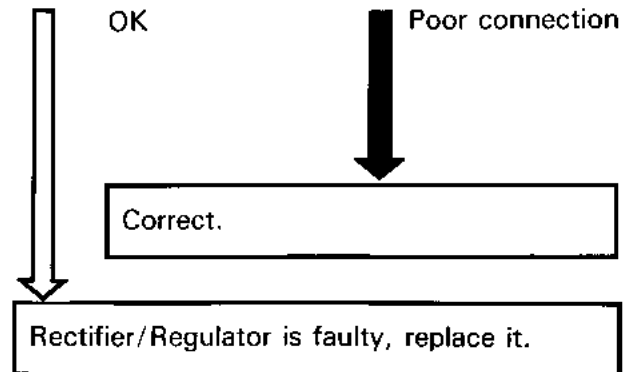 OK
Poor connection
Correct.
Rectifier/Regulator is faulty, replace it.